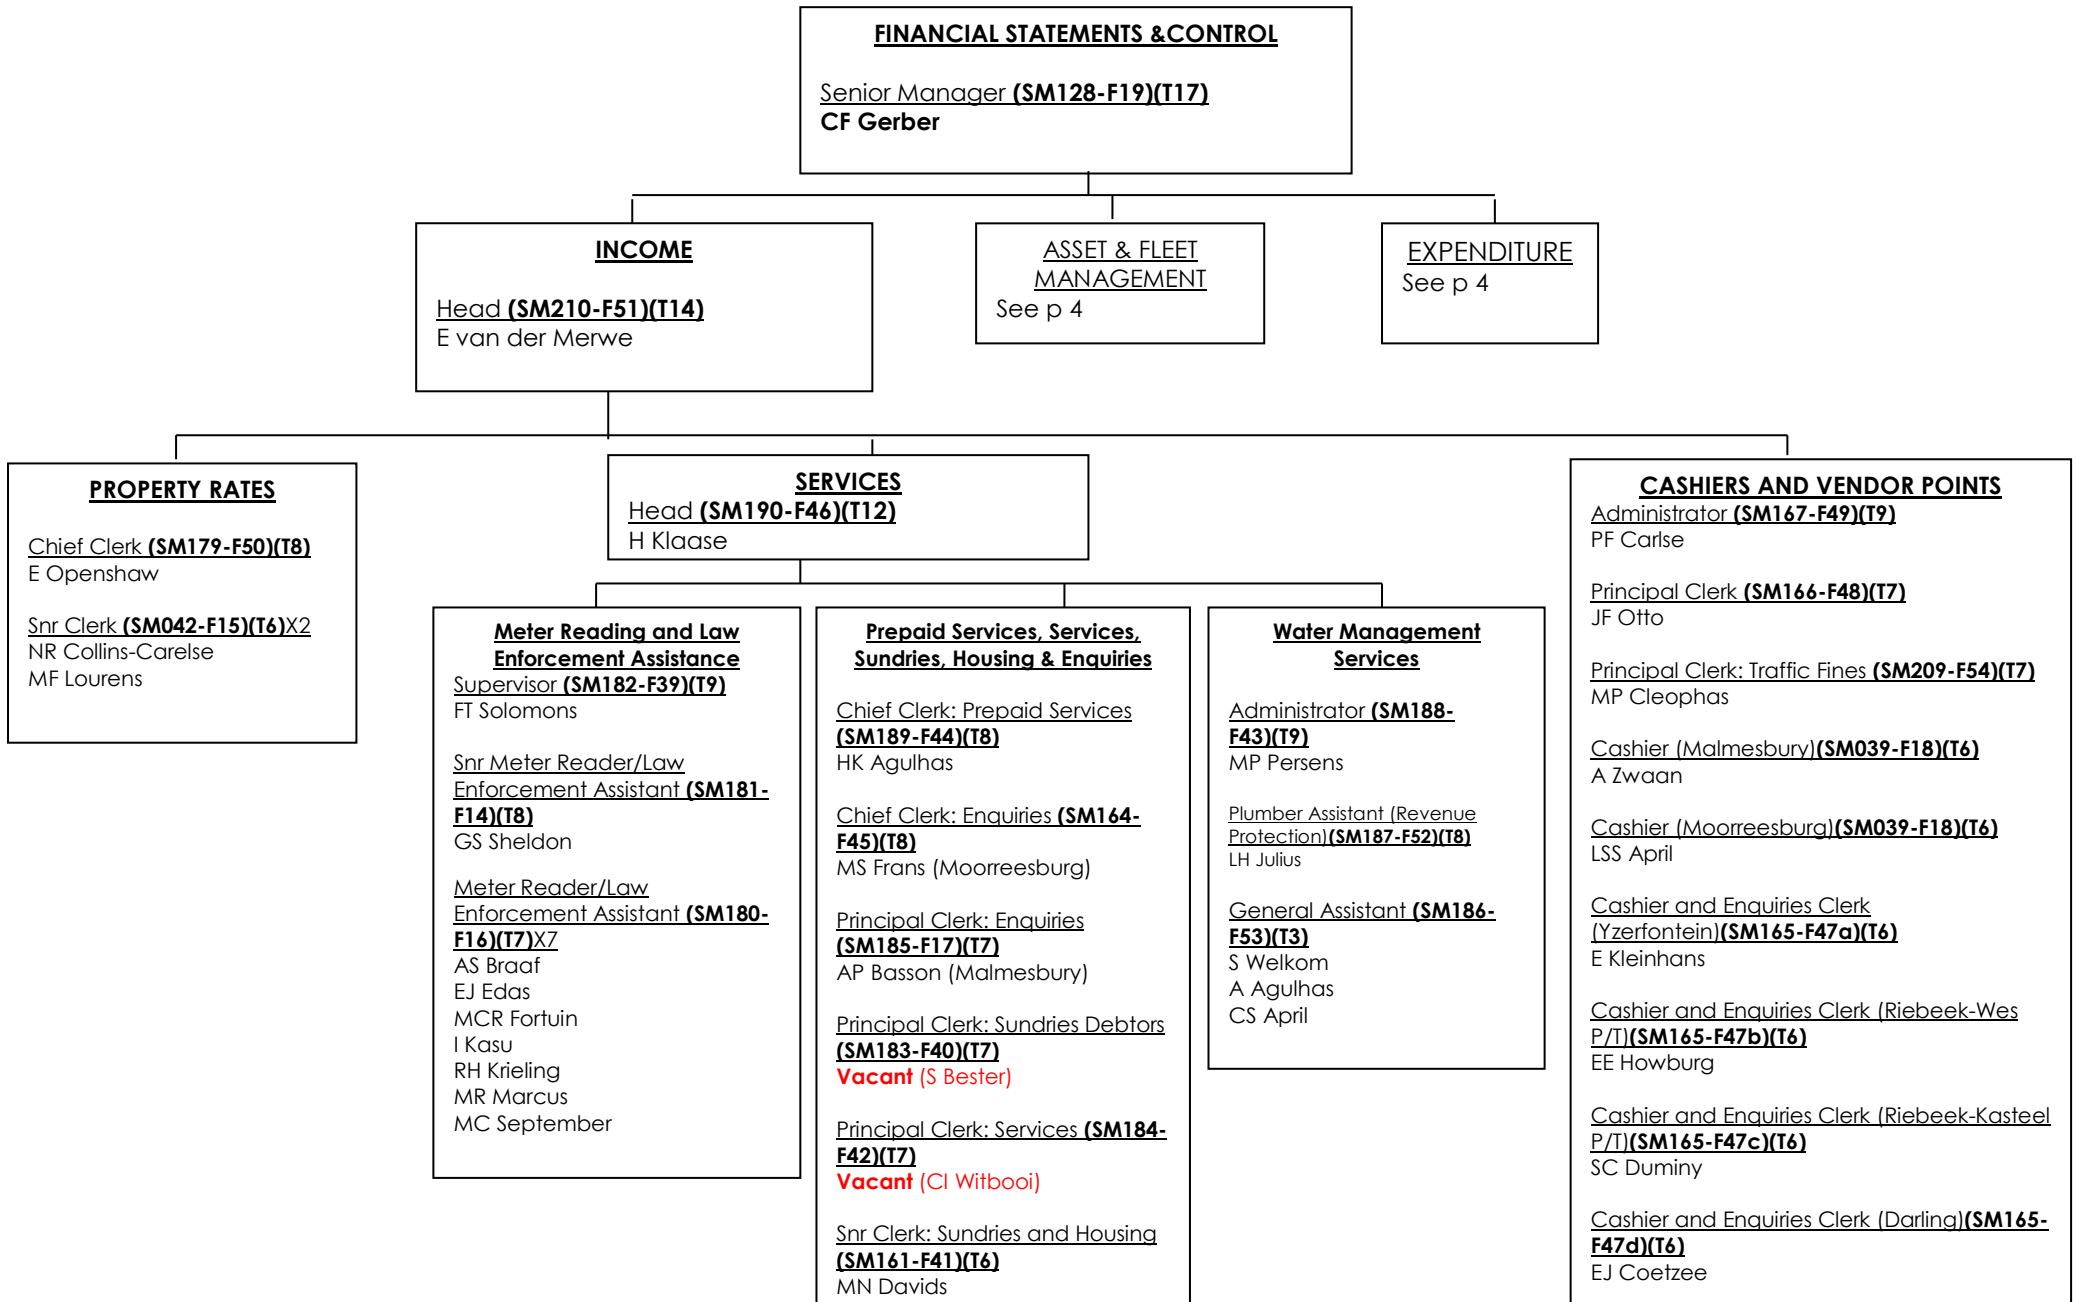 FINANCIAL STATEMENTS &CONTROL
Senior Manager (SM128-F19)(T17)
CF Gerber
INCOME
Head (SM210-F51)(T14)
E van der Merwe
ASSET & FLEET
MANAGEMENT
See p 4
EXPENDITURE
See p 4
PROPERTY RATES
Chief Clerk (SM179-F50)(T8)
E Openshaw
Snr Clerk (SM042-F15)(T6)X2
NR Collins-Carelse
MF Lourens
SERVICES
Head (SM190-F46)(T12)
H Klaase
Meter Reading and Law
Enforcement Assistance
Supervisor (SM182-F39)(T9)
FT Solomons
Snr Meter Reader/Law
Enforcement Assistant (SM181-
F14)(T8)
GS Sheldon
Meter Reader/Law
Enforcement Assistant (SM180-
F16)(T7)X7
AS Braaf
EJ Edas
MCR Fortuin
I Kasu
RH Krieling
MR Marcus
MC September
Prepaid Services, Services,
Sundries, Housing & Enquiries
Chief Clerk: Prepaid Services
(SM189-F44)(T8)
HK Agulhas
Chief Clerk: Enquiries (SM164-
F45)(T8)
MS Frans (Moorreesburg)
Principal Clerk: Enquiries
(SM185-F17)(T7)
AP Basson (Malmesbury)
Principal Clerk: Sundries Debtors
(SM183-F40)(T7)
Vacant (S Bester)
Principal Clerk: Services (SM184-
F42)(T7)
Vacant (CI Witbooi)
Snr Clerk: Sundries and Housing
(SM161-F41)(T6)
MN Davids
Water Management
Services
Administrator (SM188-
F43)(T9)
MP Persens
Plumber Assistant (Revenue
Protection)(SM187-F52)(T8)
LH Julius
General Assistant (SM186-
F53)(T3)
S Welkom
A Agulhas
CS April
CASHIERS AND VENDOR POINTS
Administrator (SM167-F49)(T9)
PF Carlse
Principal Clerk (SM166-F48)(T7)
JF Otto
Principal Clerk: Traffic Fines (SM209-F54)(T7)
MP Cleophas
Cashier (Malmesbury)(SM039-F18)(T6)
A Zwaan
Cashier (Moorreesburg)(SM039-F18)(T6)
LSS April
Cashier and Enquiries Clerk
(Yzerfontein)(SM165-F47a)(T6)
E Kleinhans
Cashier and Enquiries Clerk (Riebeek-Wes
P/T)(SM165-F47b)(T6)
EE Howburg
Cashier and Enquiries Clerk (Riebeek-Kasteel
P/T)(SM165-F47c)(T6)
SC Duminy
Cashier and Enquiries Clerk (Darling)(SM165-
F47d)(T6)
EJ Coetzee